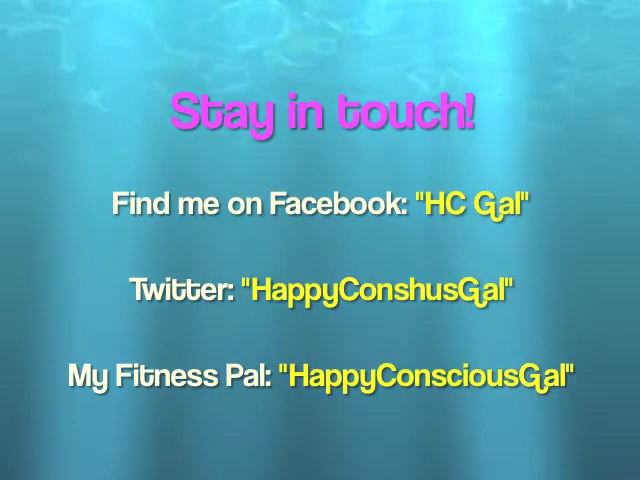 Stay in touch!
Find me on Facebook: "HC Gal"
Twitter: "HappyConshusGal"
My Fitness Pal: "HappyConsciousGal"